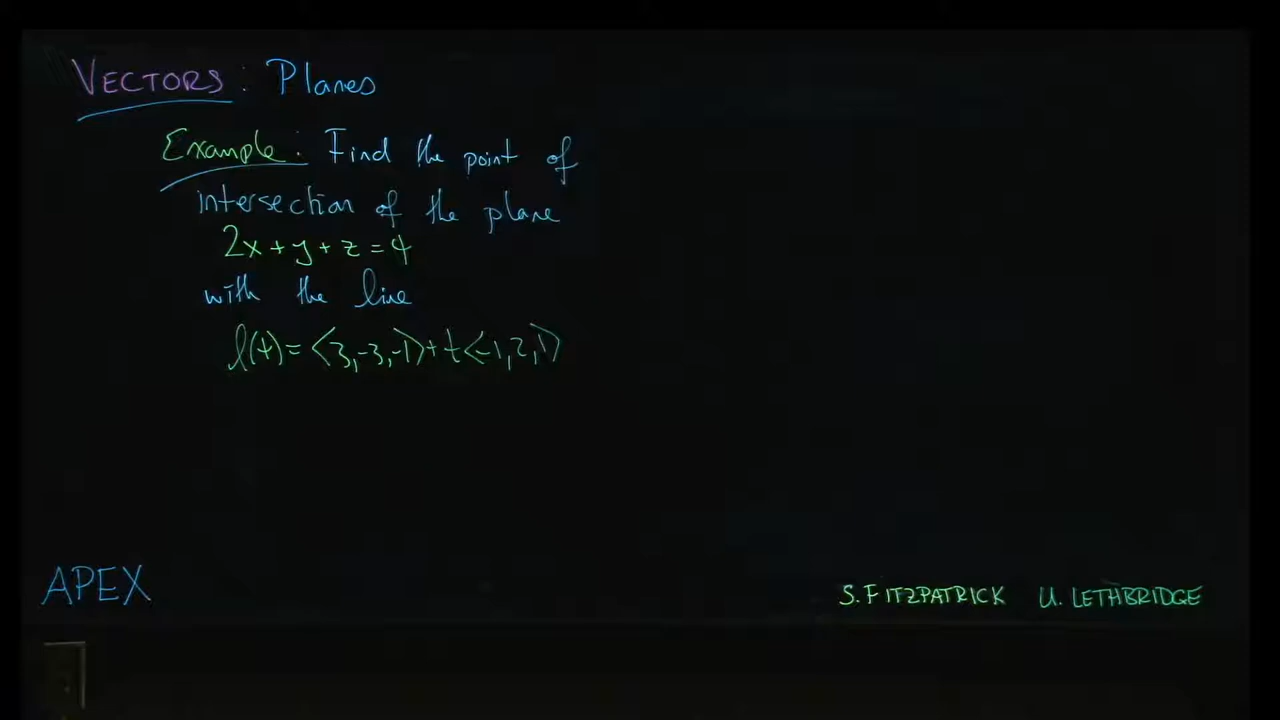 VECTORS: Planes
Example: Find the point of
intersection of the plane
2x+y+z=4
with the line
l(t)=⟨3,-3,-1⟩+t⟨-1,2,1⟩
APEX
S. FITZPATRICK U. LETHBRIDGE